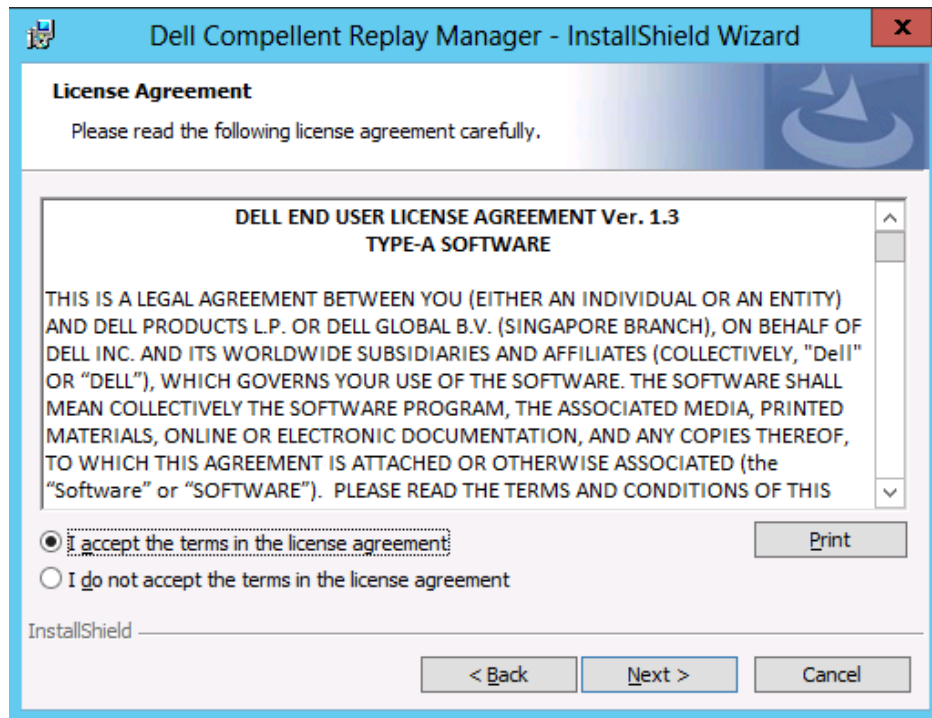 Dell Compellent Replay Manager - InstallShield Wizard
x
License Agreement
Please read the following license agreement carefully.
DELL END USER LICENSE AGREEMENT Ver. 1.3
TYPE-A SOFTWARE
THIS IS A LEGAL AGREEMENT BETWEEN YOU (EITHER AN INDIVIDUAL OR AN ENTITY)
AND DELL PRODUCTS L.P. OR DELL GLOBAL B.V. (SINGAPORE BRANCH), ON BEHALF OF
DELL INC. AND ITS WORLDWIDE SUBSIDIARIES AND AFFILIATES (COLLECTIVELY, "Dell"
OR “DELL”), WHICH GOVERNS YOUR USE OF THE SOFTWARE. THE SOFTWARE SHALL
MEAN COLLECTIVELY THE SOFTWARE PROGRAM, THE ASSOCIATED MEDIA, PRINTED
MATERIALS, ONLINE OR ELECTRONIC DOCUMENTATION, AND ANY COPIES THEREOF,
TO WHICH THIS AGREEMENT IS ATTACHED OR OTHERWISE ASSOCIATED (the
“Software” or “SOFTWARE”).  PLEASE READ THE TERMS AND CONDITIONS OF THIS
I accept the terms in the license agreement
Print
I do not accept the terms in the license agreement
InstallShield
< Back
Next >
Cancel